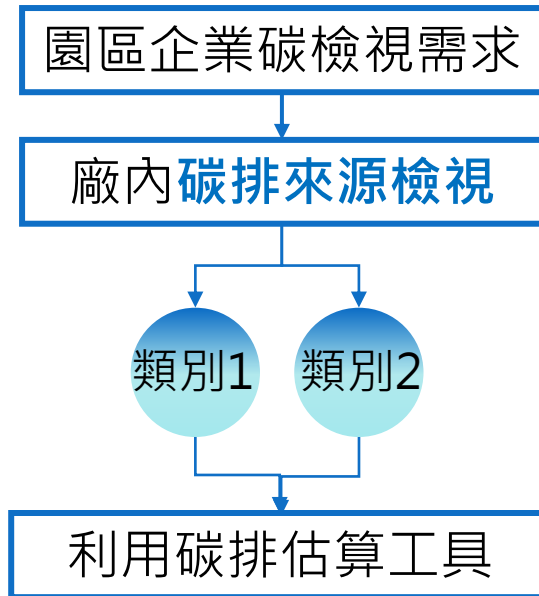 園區企業碳檢視需求
廠內碳排來源檢視
類別1
類別2
利用碳排估算工具